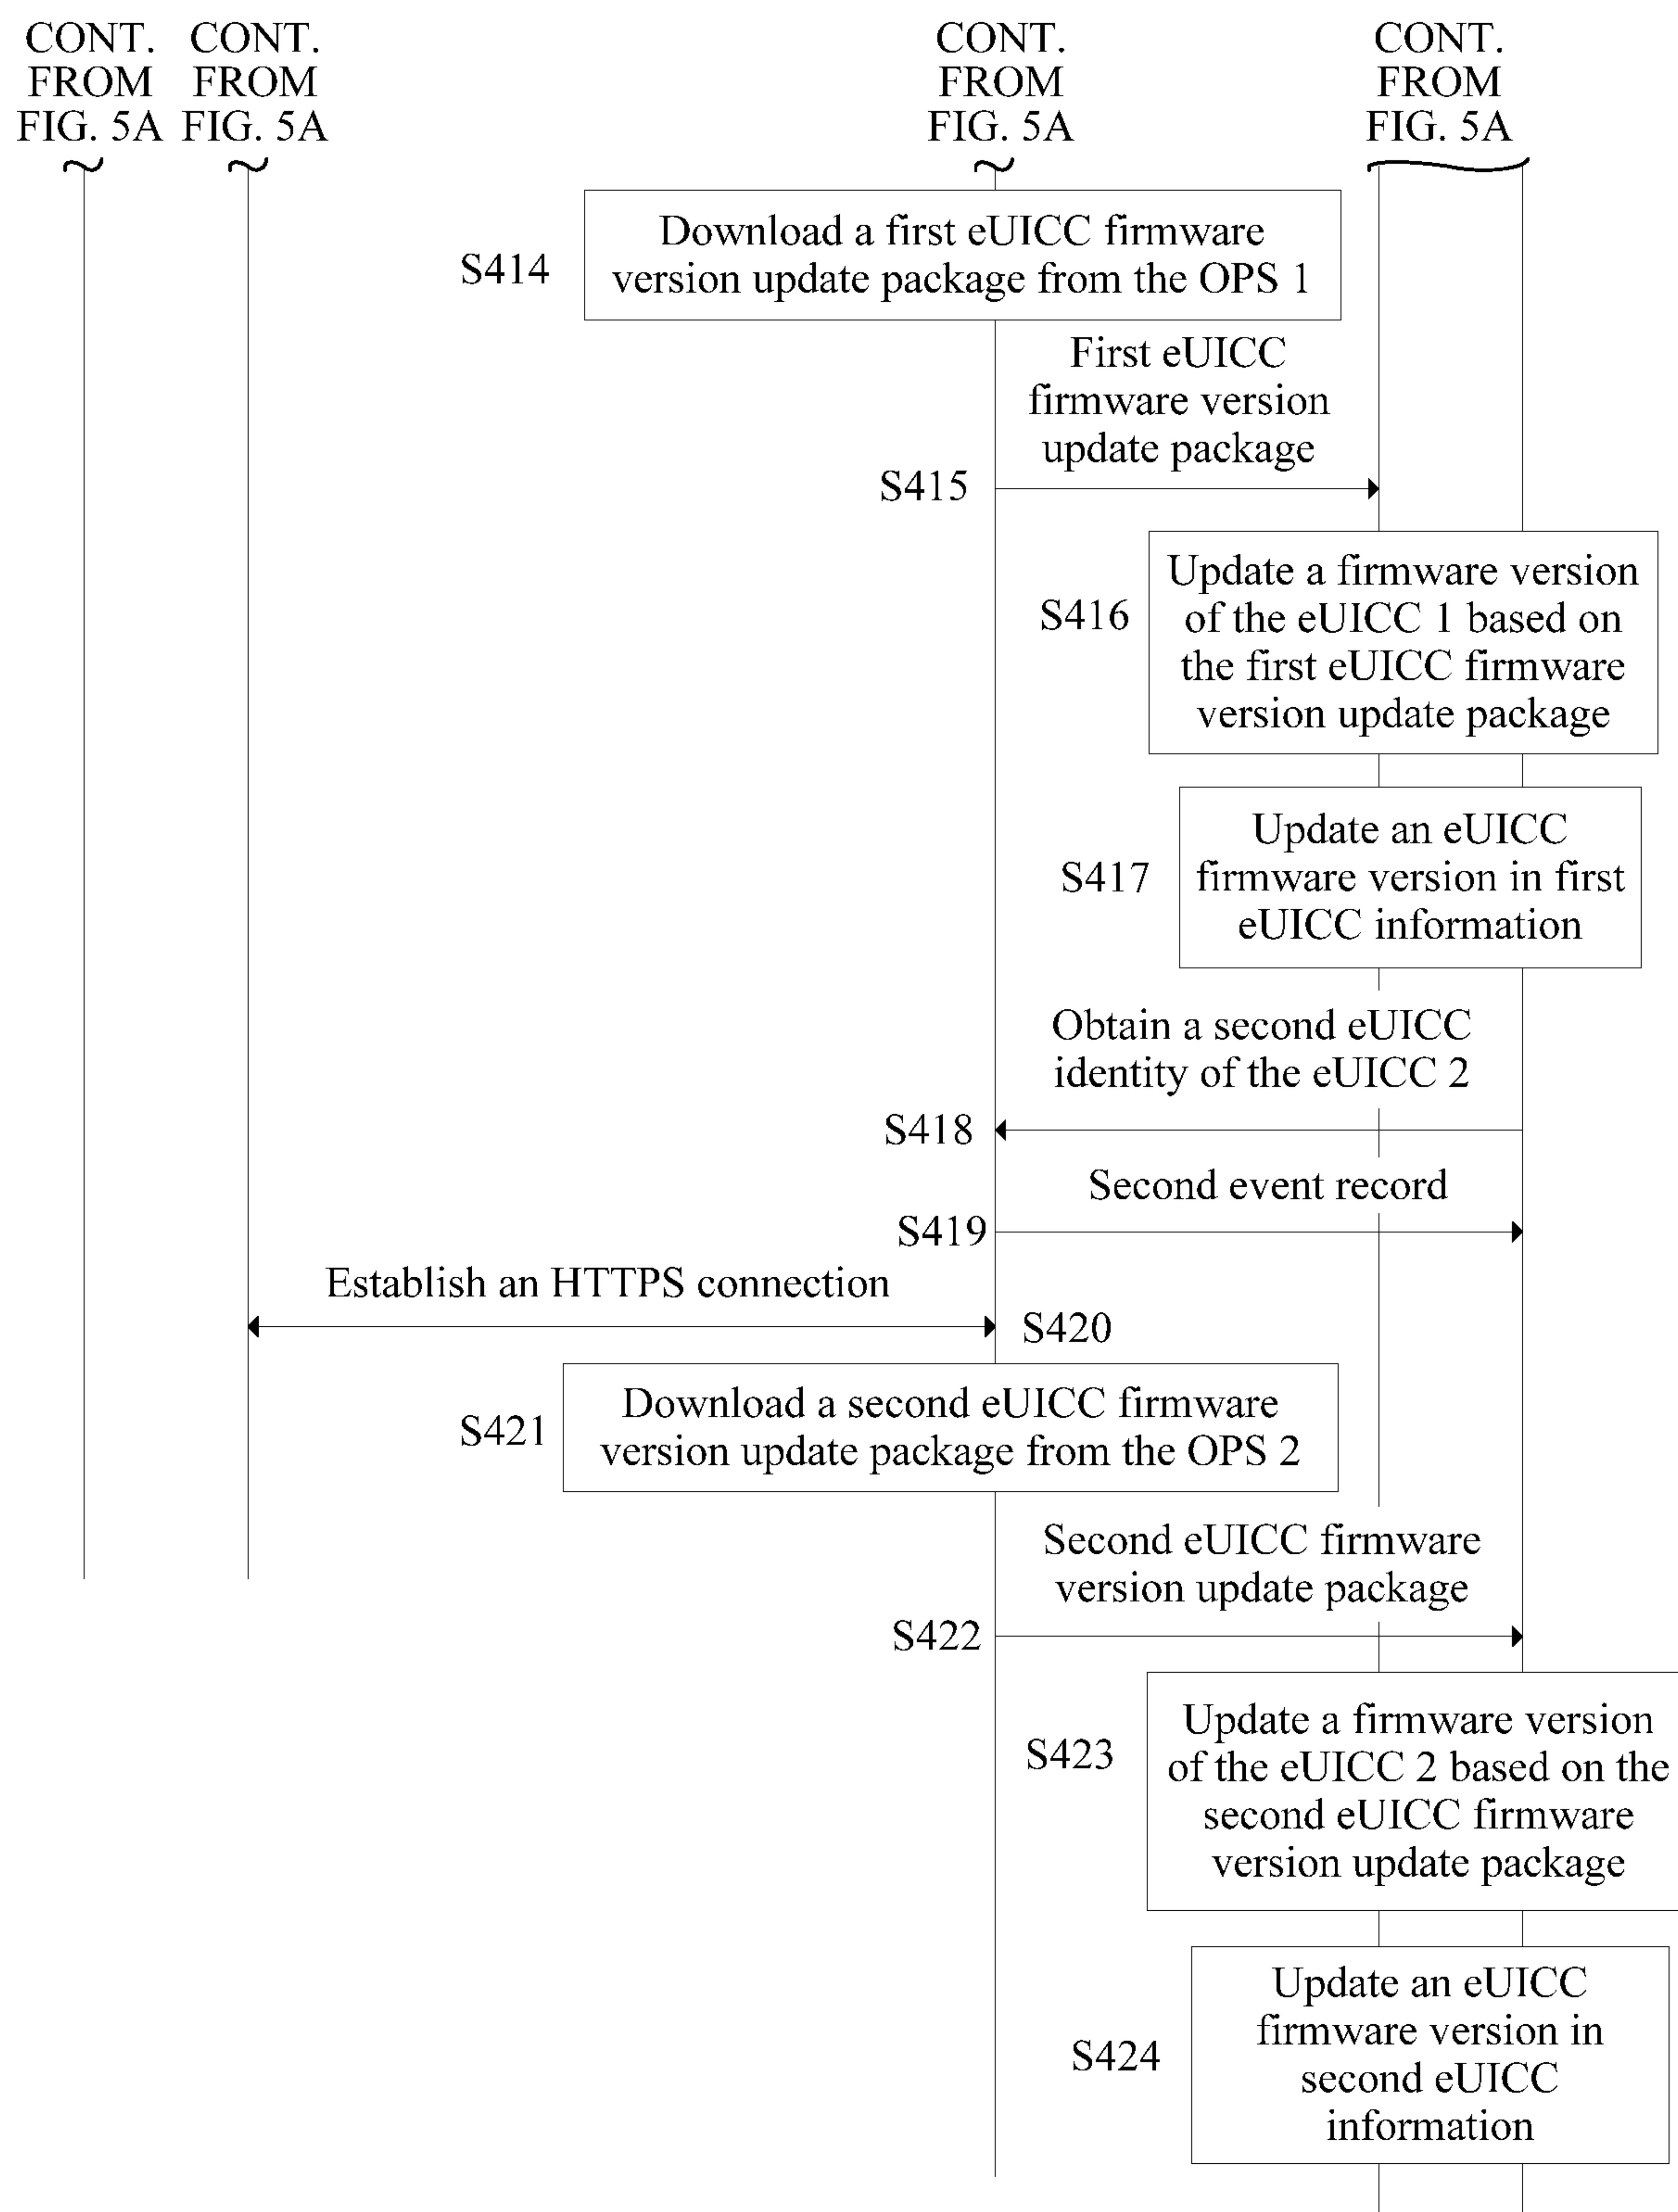 CONT.
FROM
FIG. 5A
CONT.
FROM
FIG. 5A
CONT.
FROM
FIG. 5A
CONT.
FROM
FIG. 5A
S414
Download a first eUICC firmware
version update package from the OPS 1
First eUICC
firmware version
update package
S415
S416
Update a firmware version
of the eUICC 1 based on
the first eUICC firmware
version update package
S417
Update an eUICC
firmware version in first
eUICC information
Obtain a second eUICC
identity of the eUICC 2
S418
Second event record
S419
Establish an HTTPS connection
S420
S421
Download a second eUICC firmware
version update package from the OPS 2
Second eUICC firmware
version update package
S422
S423
Update a firmware version
of the eUICC 2 based on the
second eUICC firmware
version update package
S424
Update an eUICC
firmware version in
second eUICC
information